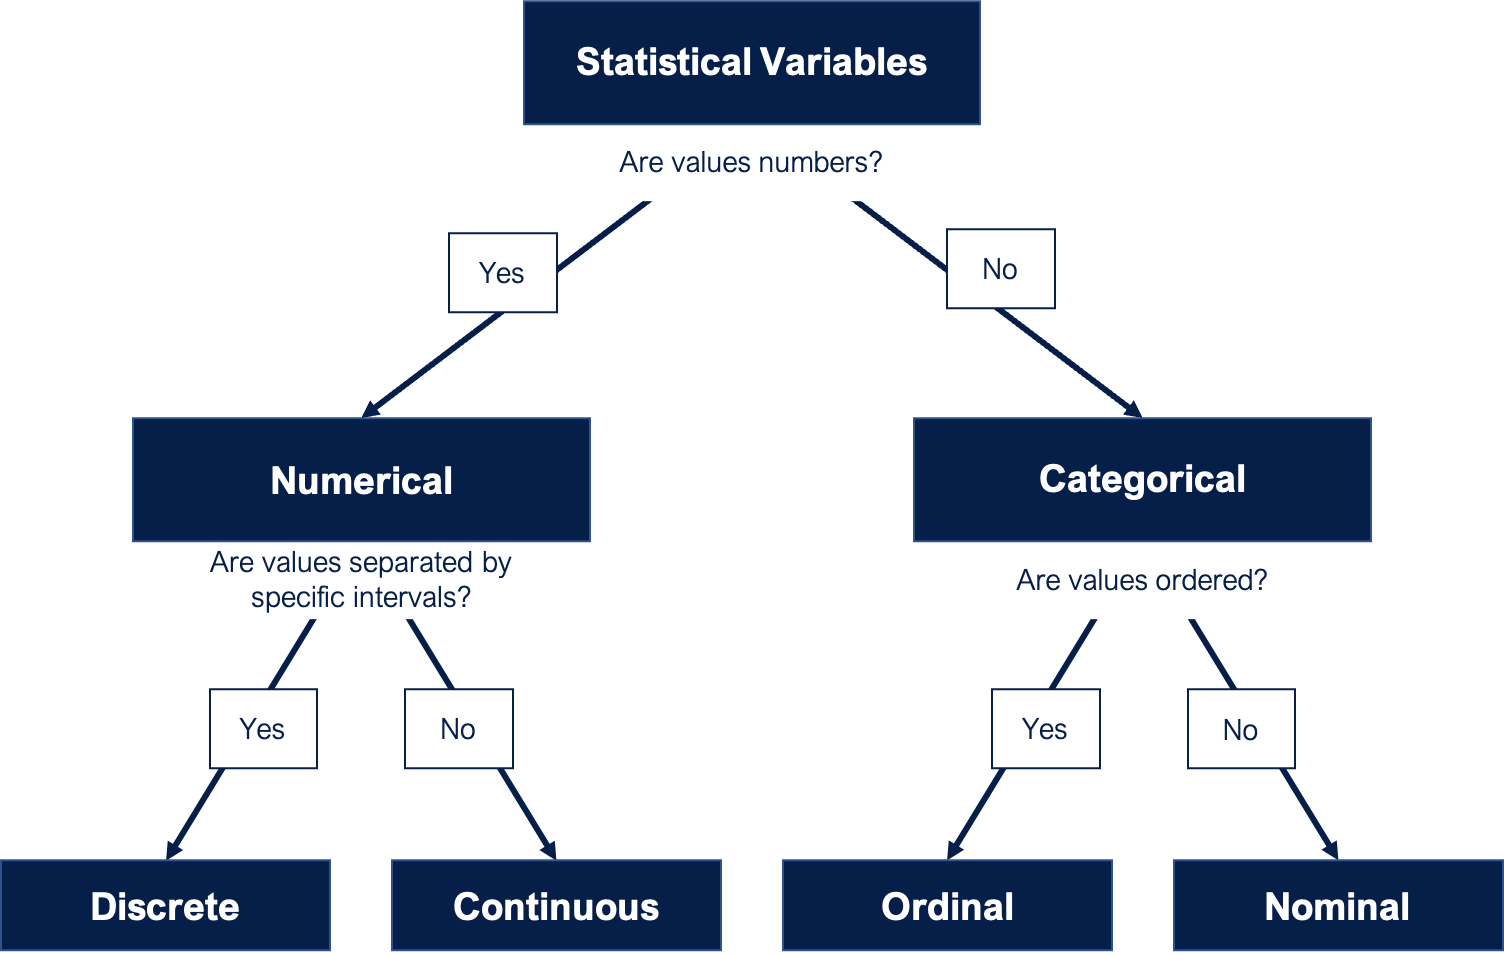 Statistical Variables
Are values numbers?
Yes
No
Numerical
Categorical
Are values separated by
specific intervals?
Are values ordered?
Yes
No
Yes
No
Discrete
Continuous
Ordinal
Nominal